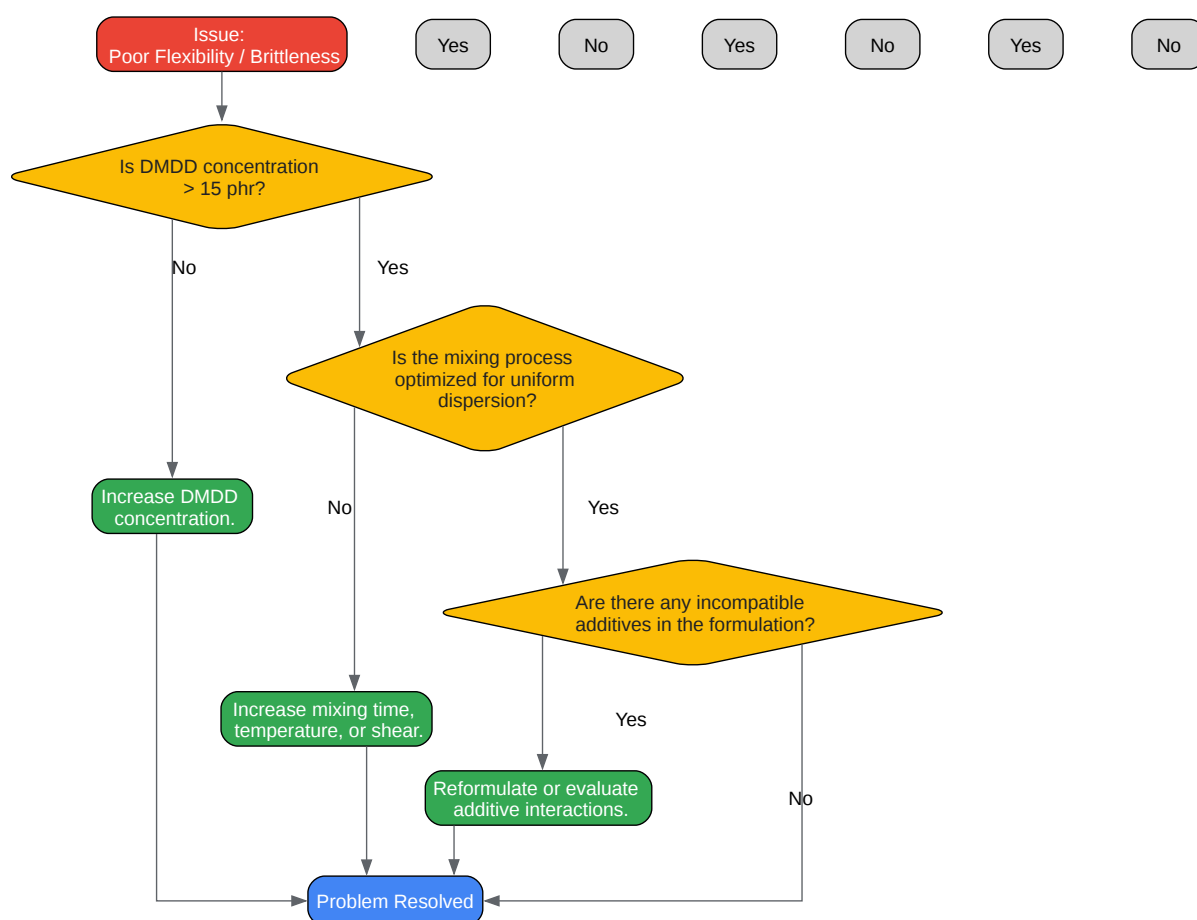 Issue:
Poor Flexibility / Brittleness
Yes
No
Yes
No
Yes
No
Is DMDD concentration
> 15 phr?
No
Yes
Is the mixing process
optimized for uniform
dispersion?
Increase DMDD
concentration.
No
Yes
Are there any incompatible
additives in the formulation?
Increase mixing time,
temperature, or shear.
Yes
Reformulate or evaluate
additive interactions.
No
Problem Resolved